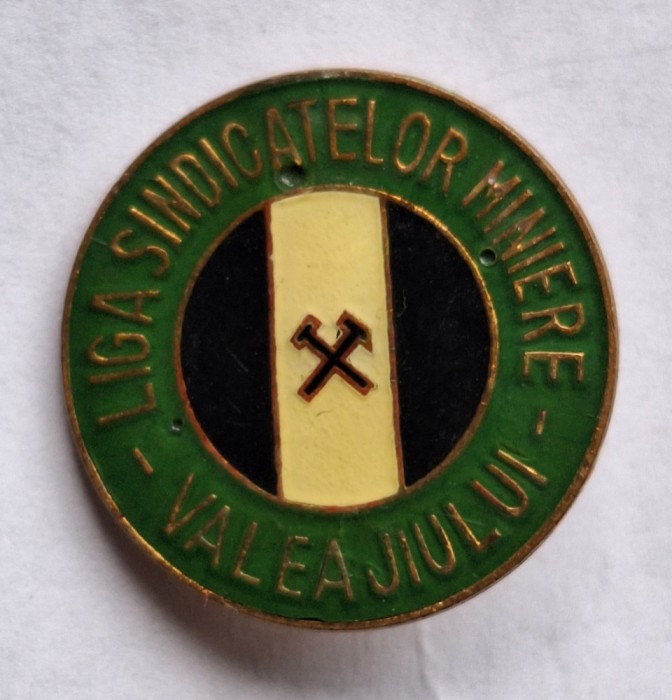 LIGA SINDICATELOR MINIERE
- VALEA JIULUI -